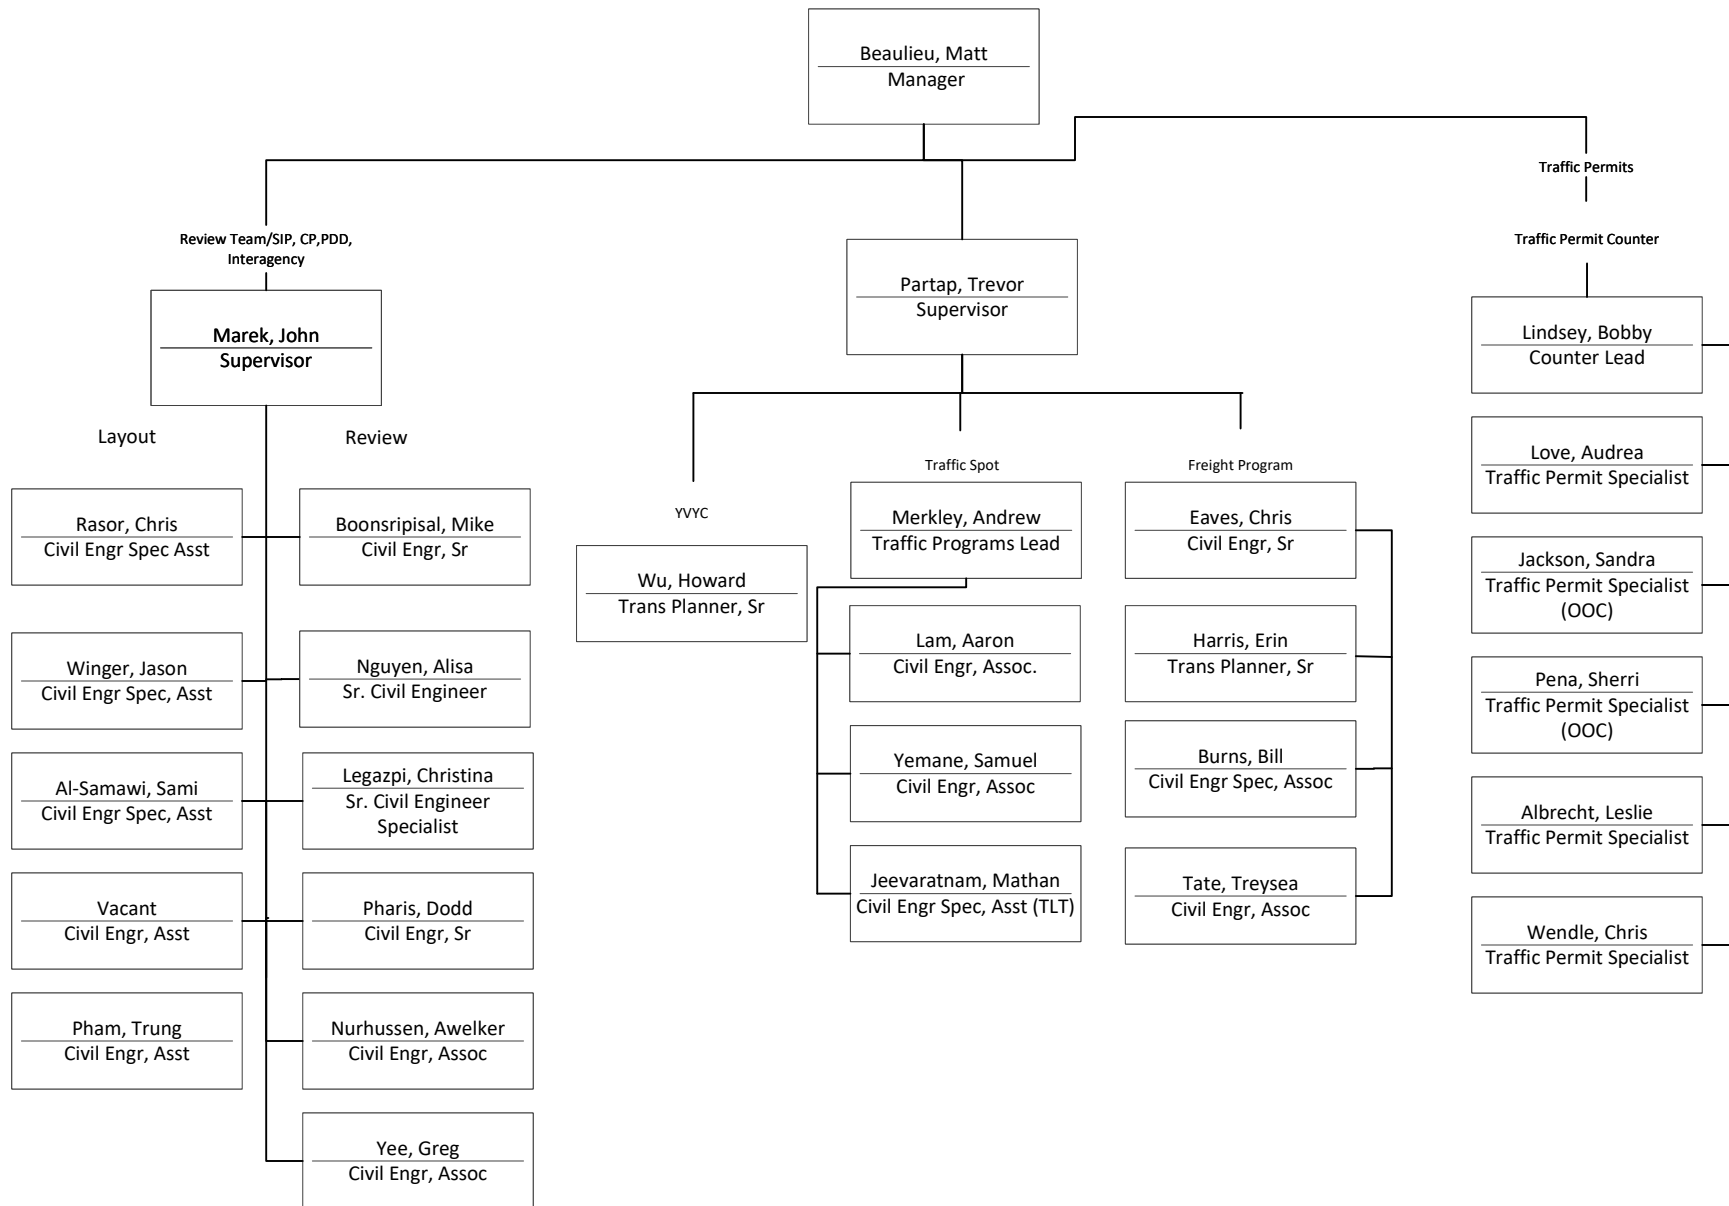 Beaulieu, Matt
Manager
Traffic Permits
Traffic Permit Counter
Review Team/SIP, CP,PDD,
Interagency
Marek, John
Supervisor
Layout
Review
Rasor, Chris
Civil Engr Spec Asst
Boonsripisal, Mike
Civil Engr, Sr
Winger, Jason
Civil Engr Spec, Asst
Nguyen, Alisa
Sr. Civil Engineer
Al-Samawi, Sami
Civil Engr Spec, Asst
Legazpi, Christina
Sr. Civil Engineer
Specialist
Vacant
Civil Engr, Asst
Pharis, Dodd
Civil Engr, Sr
Pham, Trung
Civil Engr, Asst
Nurhussen, Awelker
Civil Engr, Assoc
Yee, Greg
Civil Engr, Assoc
Partap, Trevor
Supervisor
YVYC
Wu, Howard
Trans Planner, Sr
Traffic Spot
Merkley, Andrew
Traffic Programs Lead
Lam, Aaron
Civil Engr, Assoc.
Yemane, Samuel
Civil Engr, Assoc
Jeevaratnam, Mathan
Civil Engr Spec, Asst (TLT)
Freight Program
Eaves, Chris
Civil Engr, Sr
Harris, Erin
Trans Planner, Sr
Burns, Bill
Civil Engr Spec, Assoc
Tate, Treysea
Civil Engr, Assoc
Lindsey, Bobby
Counter Lead
Love, Audrea
Traffic Permit Specialist
Jackson, Sandra
Traffic Permit Specialist
(OOC)
Pena, Sherri
Traffic Permit Specialist
(OOC)
Albrecht, Leslie
Traffic Permit Specialist
Wendle, Chris
Traffic Permit Specialist